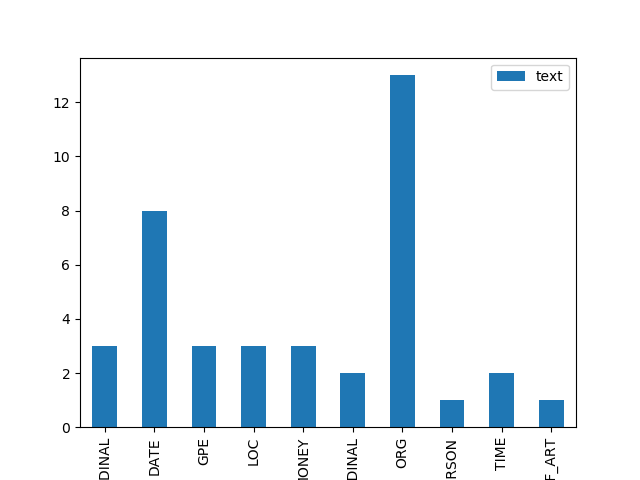 text
12
10
8
6
4
2
0
DINAL
DATE
GPE
LOC
IONEY
DINAL
ORG
RSON
TIME
F_ART